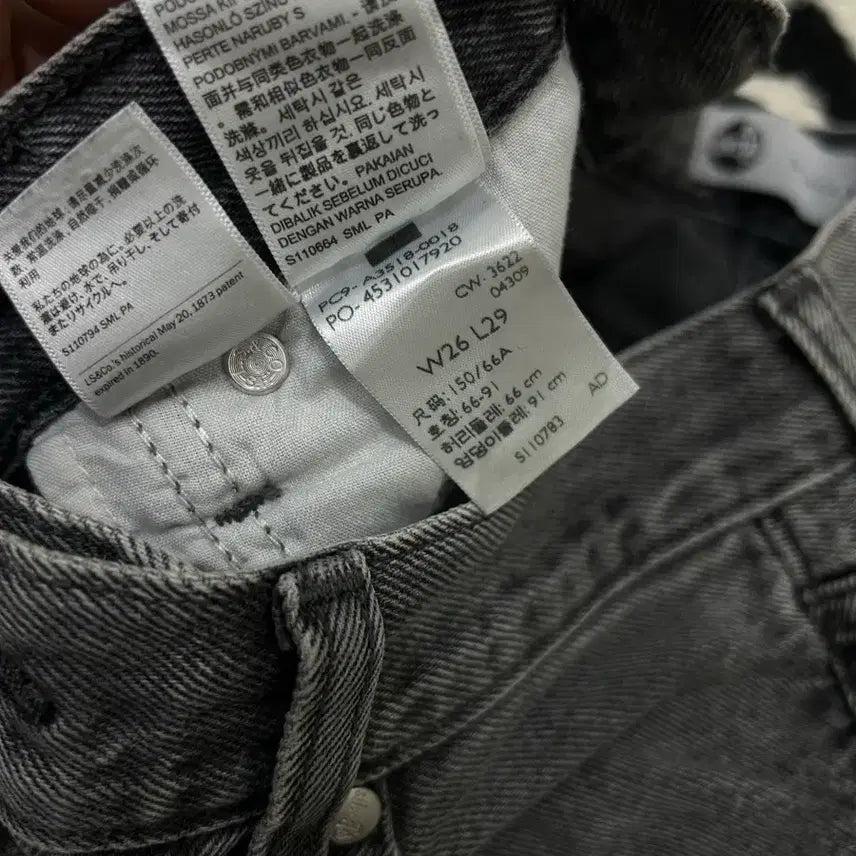 MOSSA
HASONLÓ
PERTE NARUBY S
PODOBNÝMI BARVAMI.
面并与同类色衣物一起洗涤
需和相似色衣物一同反面
洗滌。세탁시 같은
색상끼리 하십시요. 세탁시
옷을 뒤집을 것. 同じ色物と
一緒に製品を裏返して洗っ
てください。PAKAIAN
DIBALIK SEBELUM DICUCI
DENGAN WARNA SERUPA.
S110664 SML PA
私たちの地球の為に、必要以上の洗
濯は避け、水で、吊り干し、そして寄付
またリサイクルへ。
S110794 SML PA
LS&Co.'s historical May 20, 1873 patent
expired in 1890.
PC9- A3518-0018
PO- 4531017920
CW- 3622
04309
W26 L29
尺码: 150/66A
호칭: 66-91
허리둘레: 66 cm
엉덩이둘레: 91 cm
S110783 AD